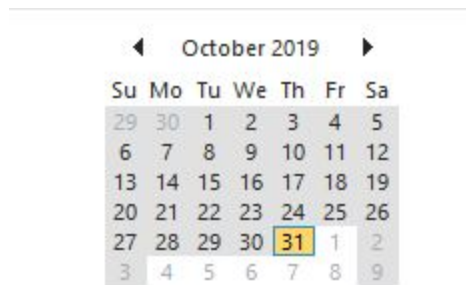 October 2019
Su Mo Tu We Th Fr Sa
29 30 1 2 3 4 5
6 7 8 9 10 11 12
13 14 15 16 17 18 19
20 21 22 23 24 25 26
27 28 29 30 31 1 2
3 4 5 6 7 8 9